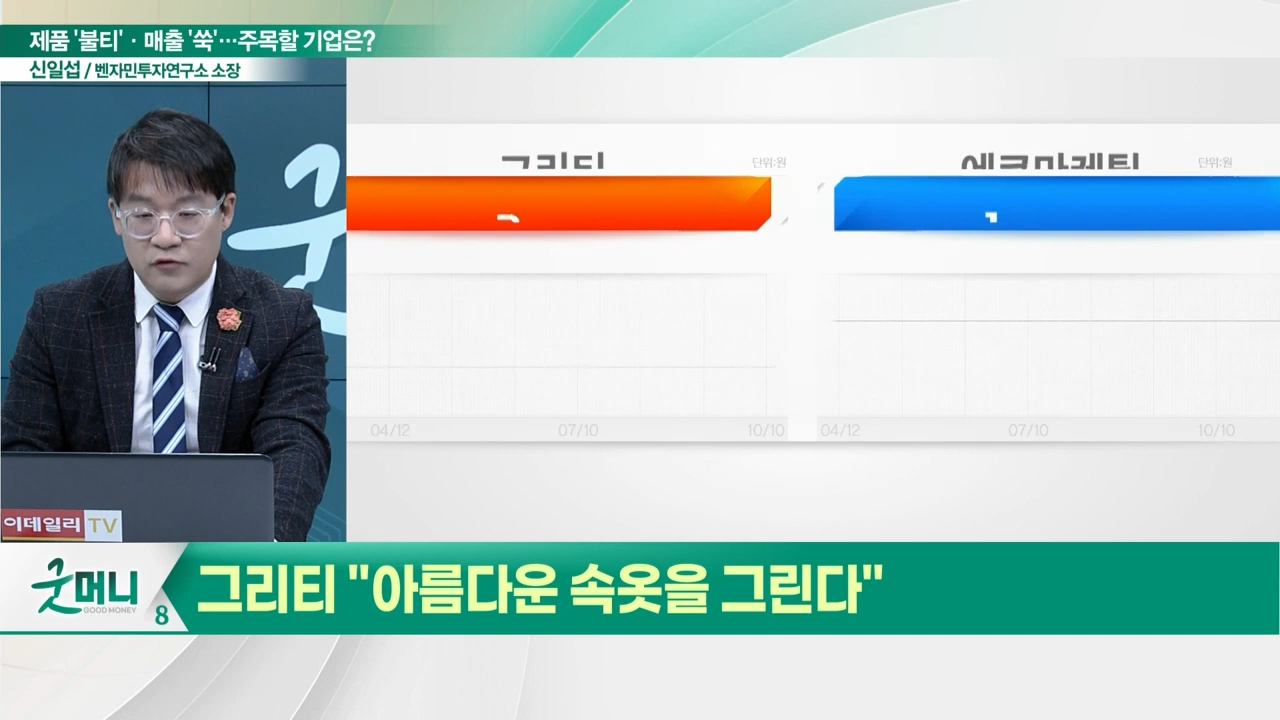 제품 '불티'· 매출 '쑥'…주목할 기업은?
신일섭 / 벤자민투자연구소 소장
굿
단위:원
단위:원
04/12 07/10 10/10
04/12 07/10 10/10
이데일리 TV
굿머니
GOOD MONEY
8
그리티 "아름다운 속옷을 그린다"